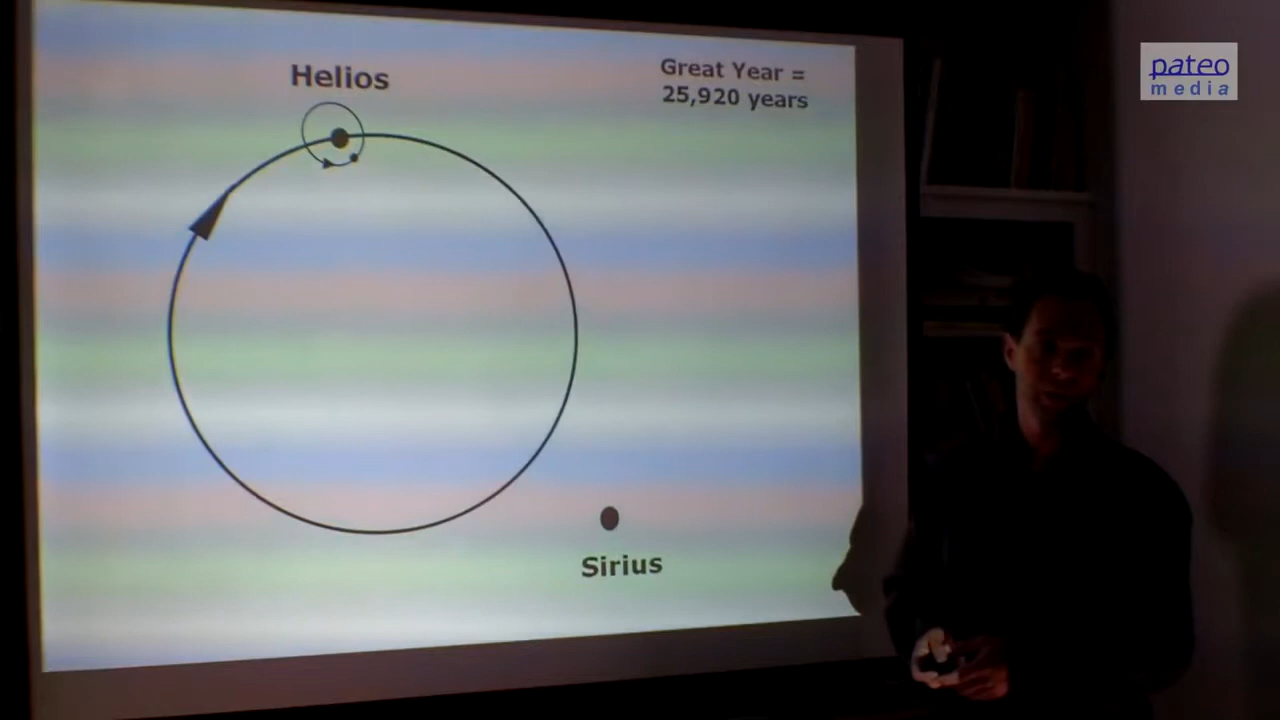 Helios
Great Year =
25,920 years
Sirius
pateo
media